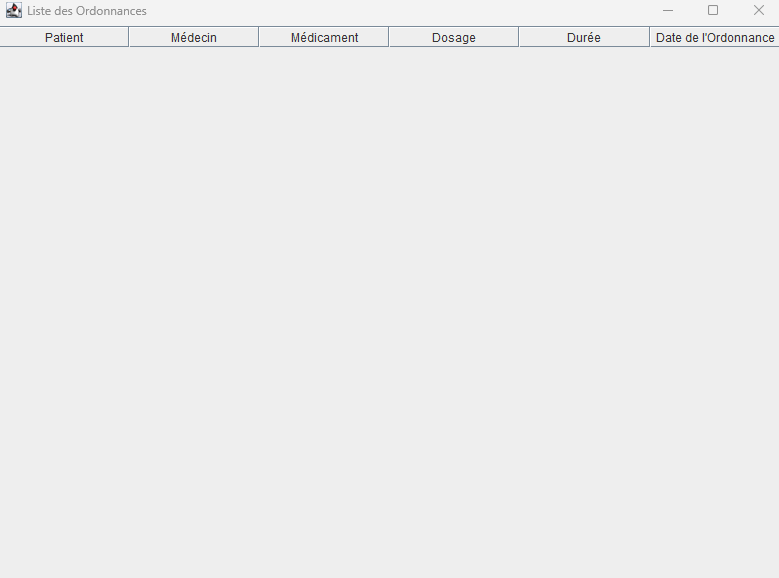 Liste des Ordonnances
Patient Médecin Médicament Dosage Durée Date de l'Ordonnance